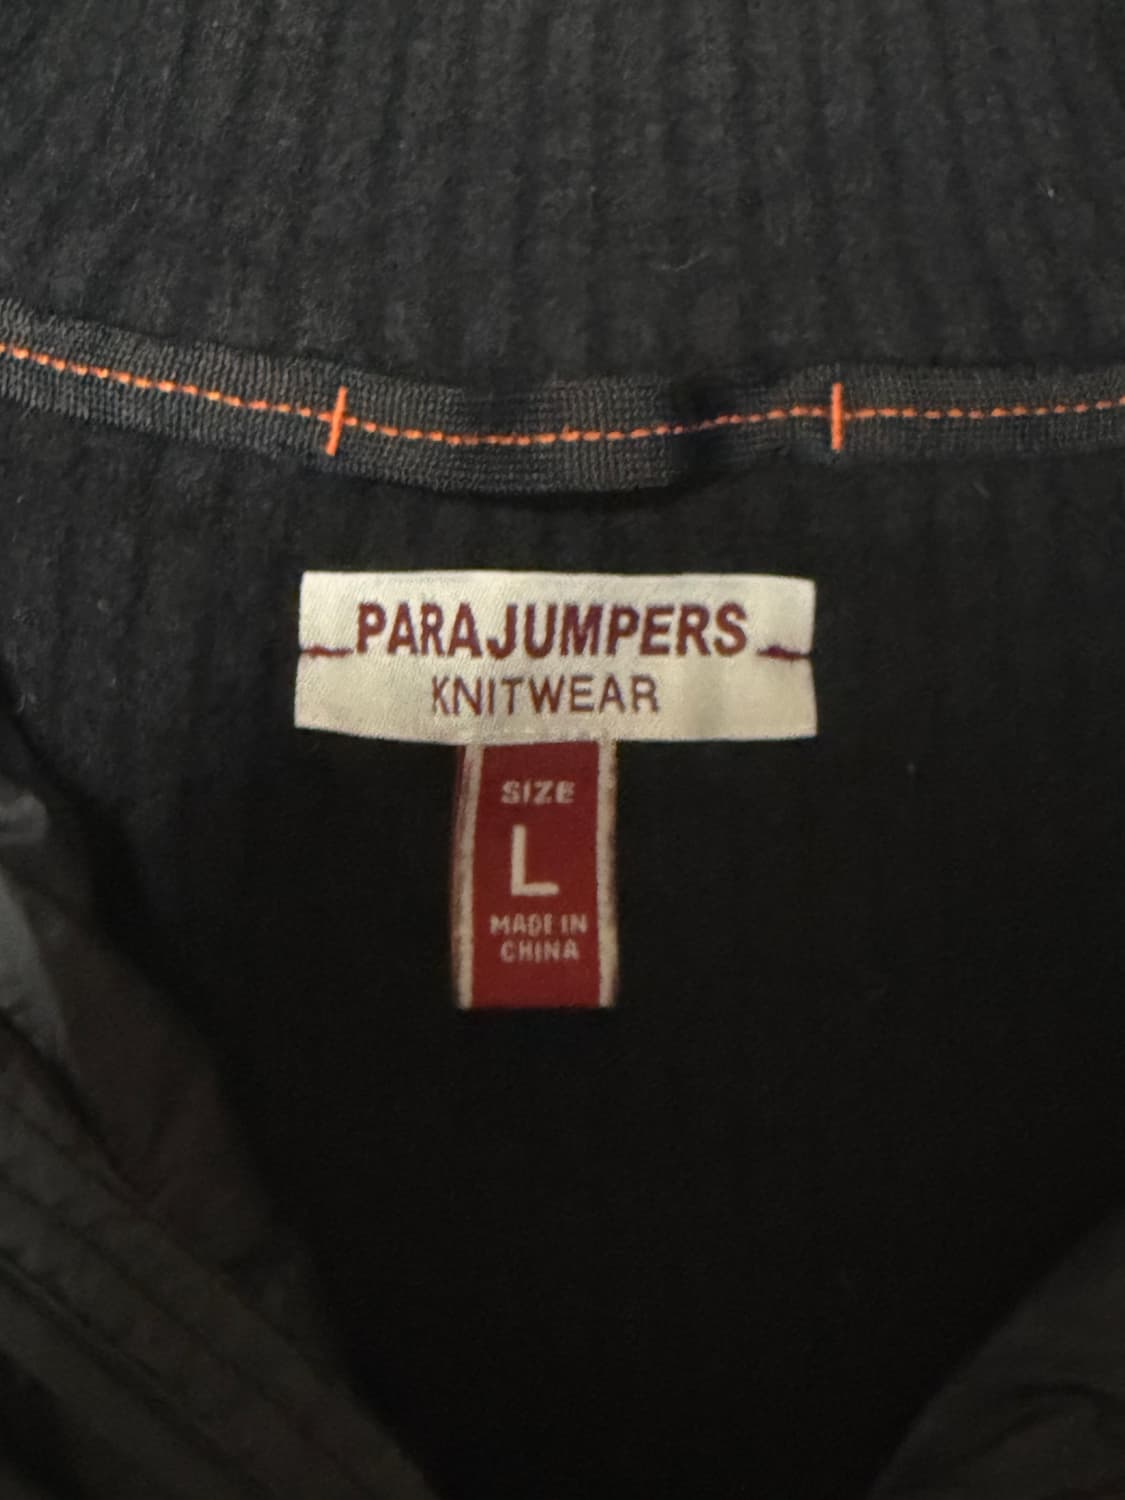 PARAJUMPERS
KNITWEAR
SIZE
L
MADE IN
CHINA